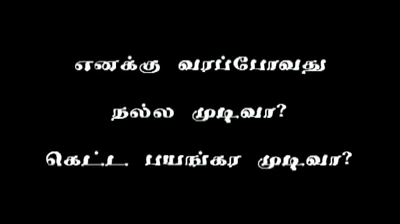 எனக்கு வரப்போவது
நல்ல முடிவா?
கெட்ட பயங்கர முடிவா?